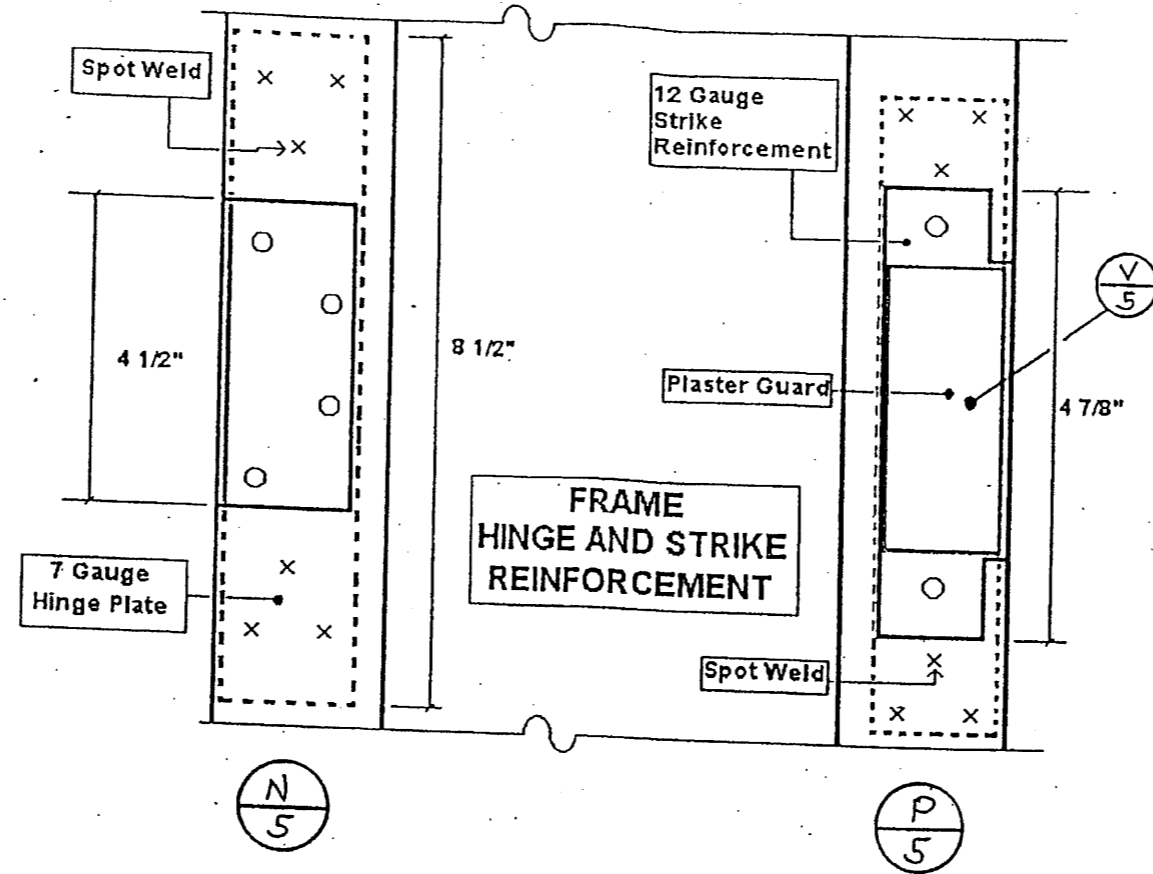 Spot Weld
12 Gauge
Strike
Reinforcement
V
5
4 1/2"
8 1/2"
Plaster Guard
4 7/8"
FRAME
HINGE AND STRIKE
REINFORCEMENT
7 Gauge
Hinge Plate
Spot Weld
N
5
P
5